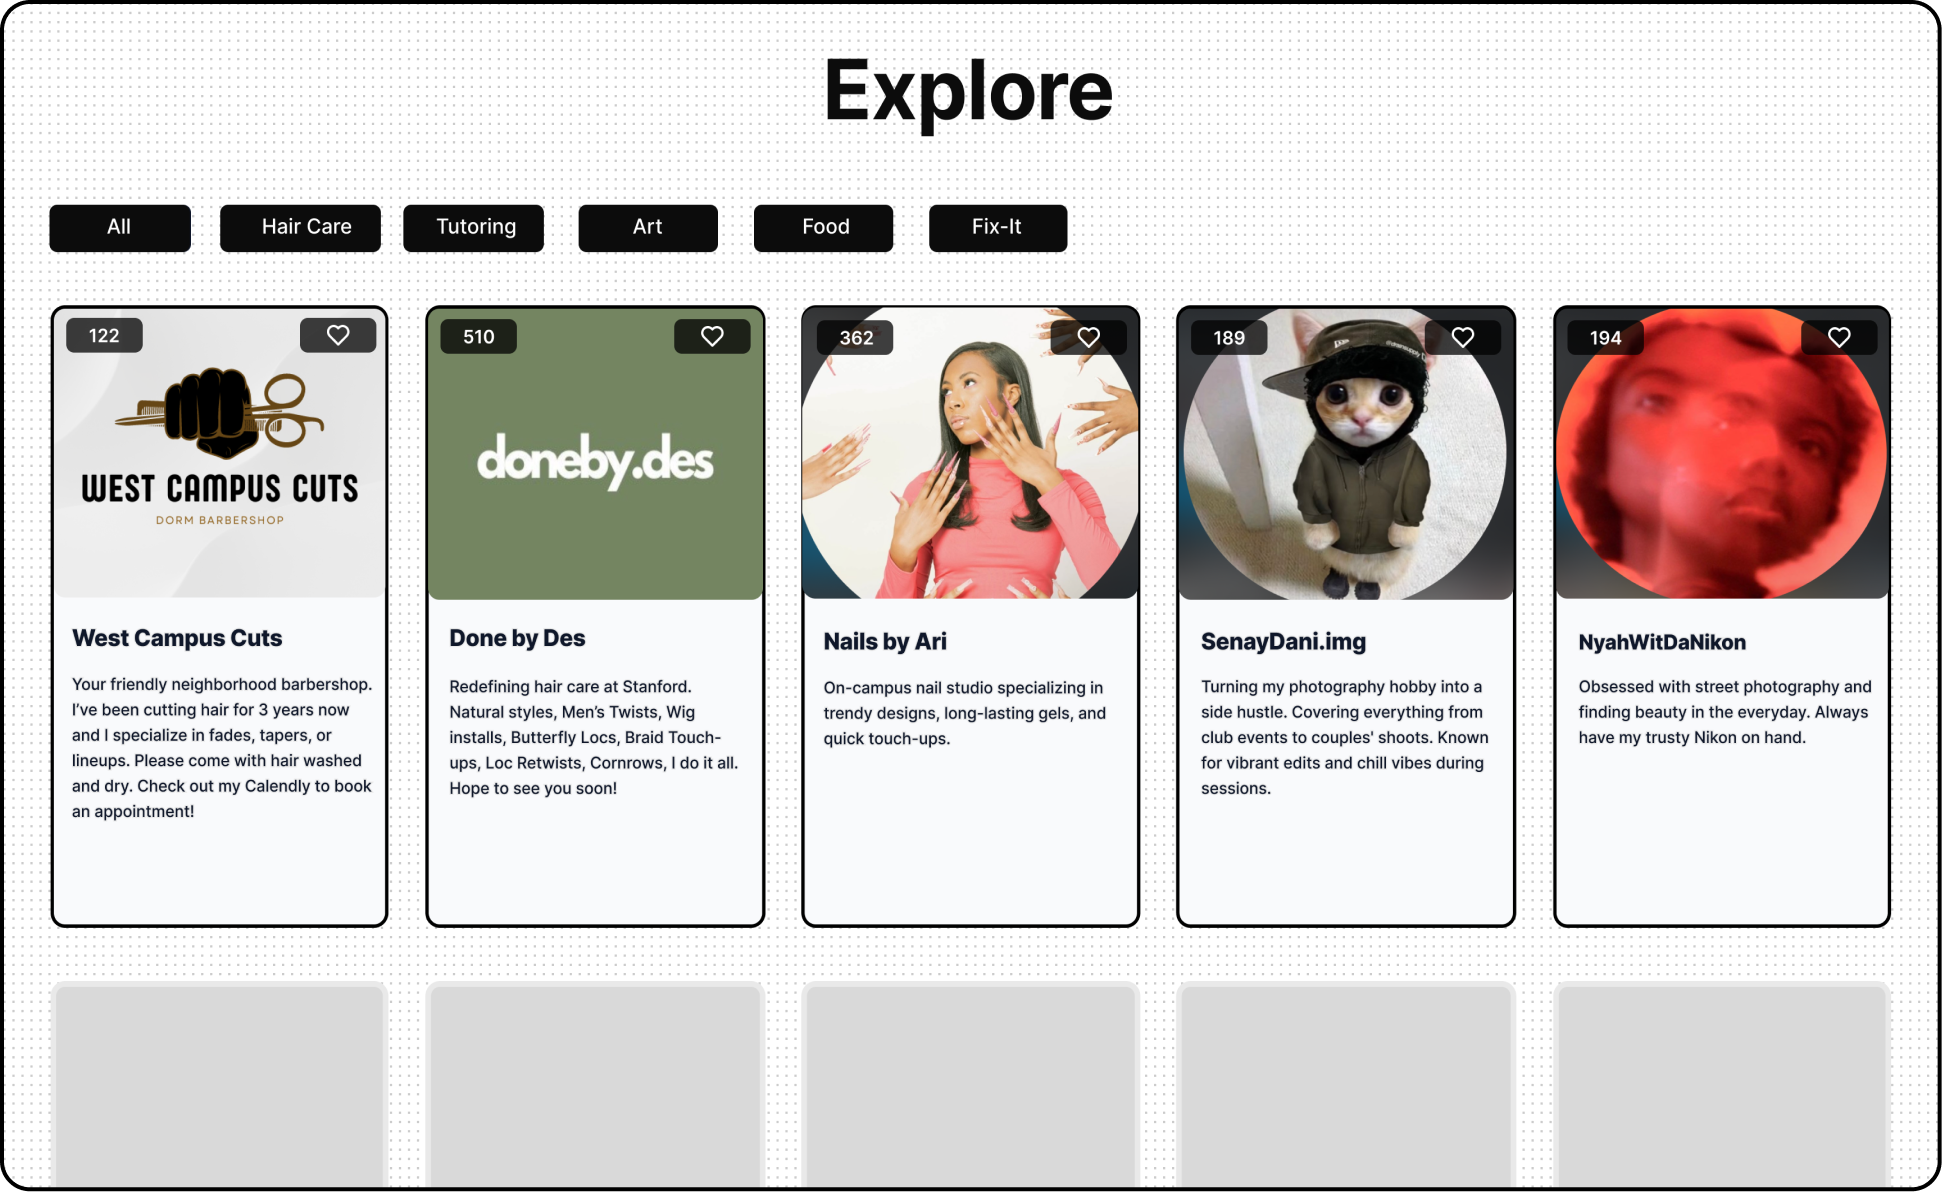 Explore
All
Hair Care
Tutoring
Art
Food
Fix-It
122
WEST CAMPUS CUTS
DORM BARBERSHOP
West Campus Cuts
Your friendly neighborhood barbershop.
I've been cutting hair for 3 years now
and I specialize in fades, tapers, or
lineups. Please come with hair washed
and dry. Check out my Calendly to book
an appointment!
510
doneby.des
Done by Des
Redefining hair care at Stanford.
Natural styles, Men's Twists, Wig
installs, Butterfly Locs, Braid Touch-
ups, Loc Retwists, Cornrows, I do it all.
Hope to see you soon!
362
Nails by Ari
On-campus nail studio specializing in
trendy designs, long-lasting gels, and
quick touch-ups.
189
SenayDani.img
Turning my photography hobby into a
side hustle. Covering everything from
club events to couples' shoots. Known
for vibrant edits and chill vibes during
sessions.
194
NyahWitDaNikon
Obsessed with street photography and
finding beauty in the everyday. Always
have my trusty Nikon on hand.